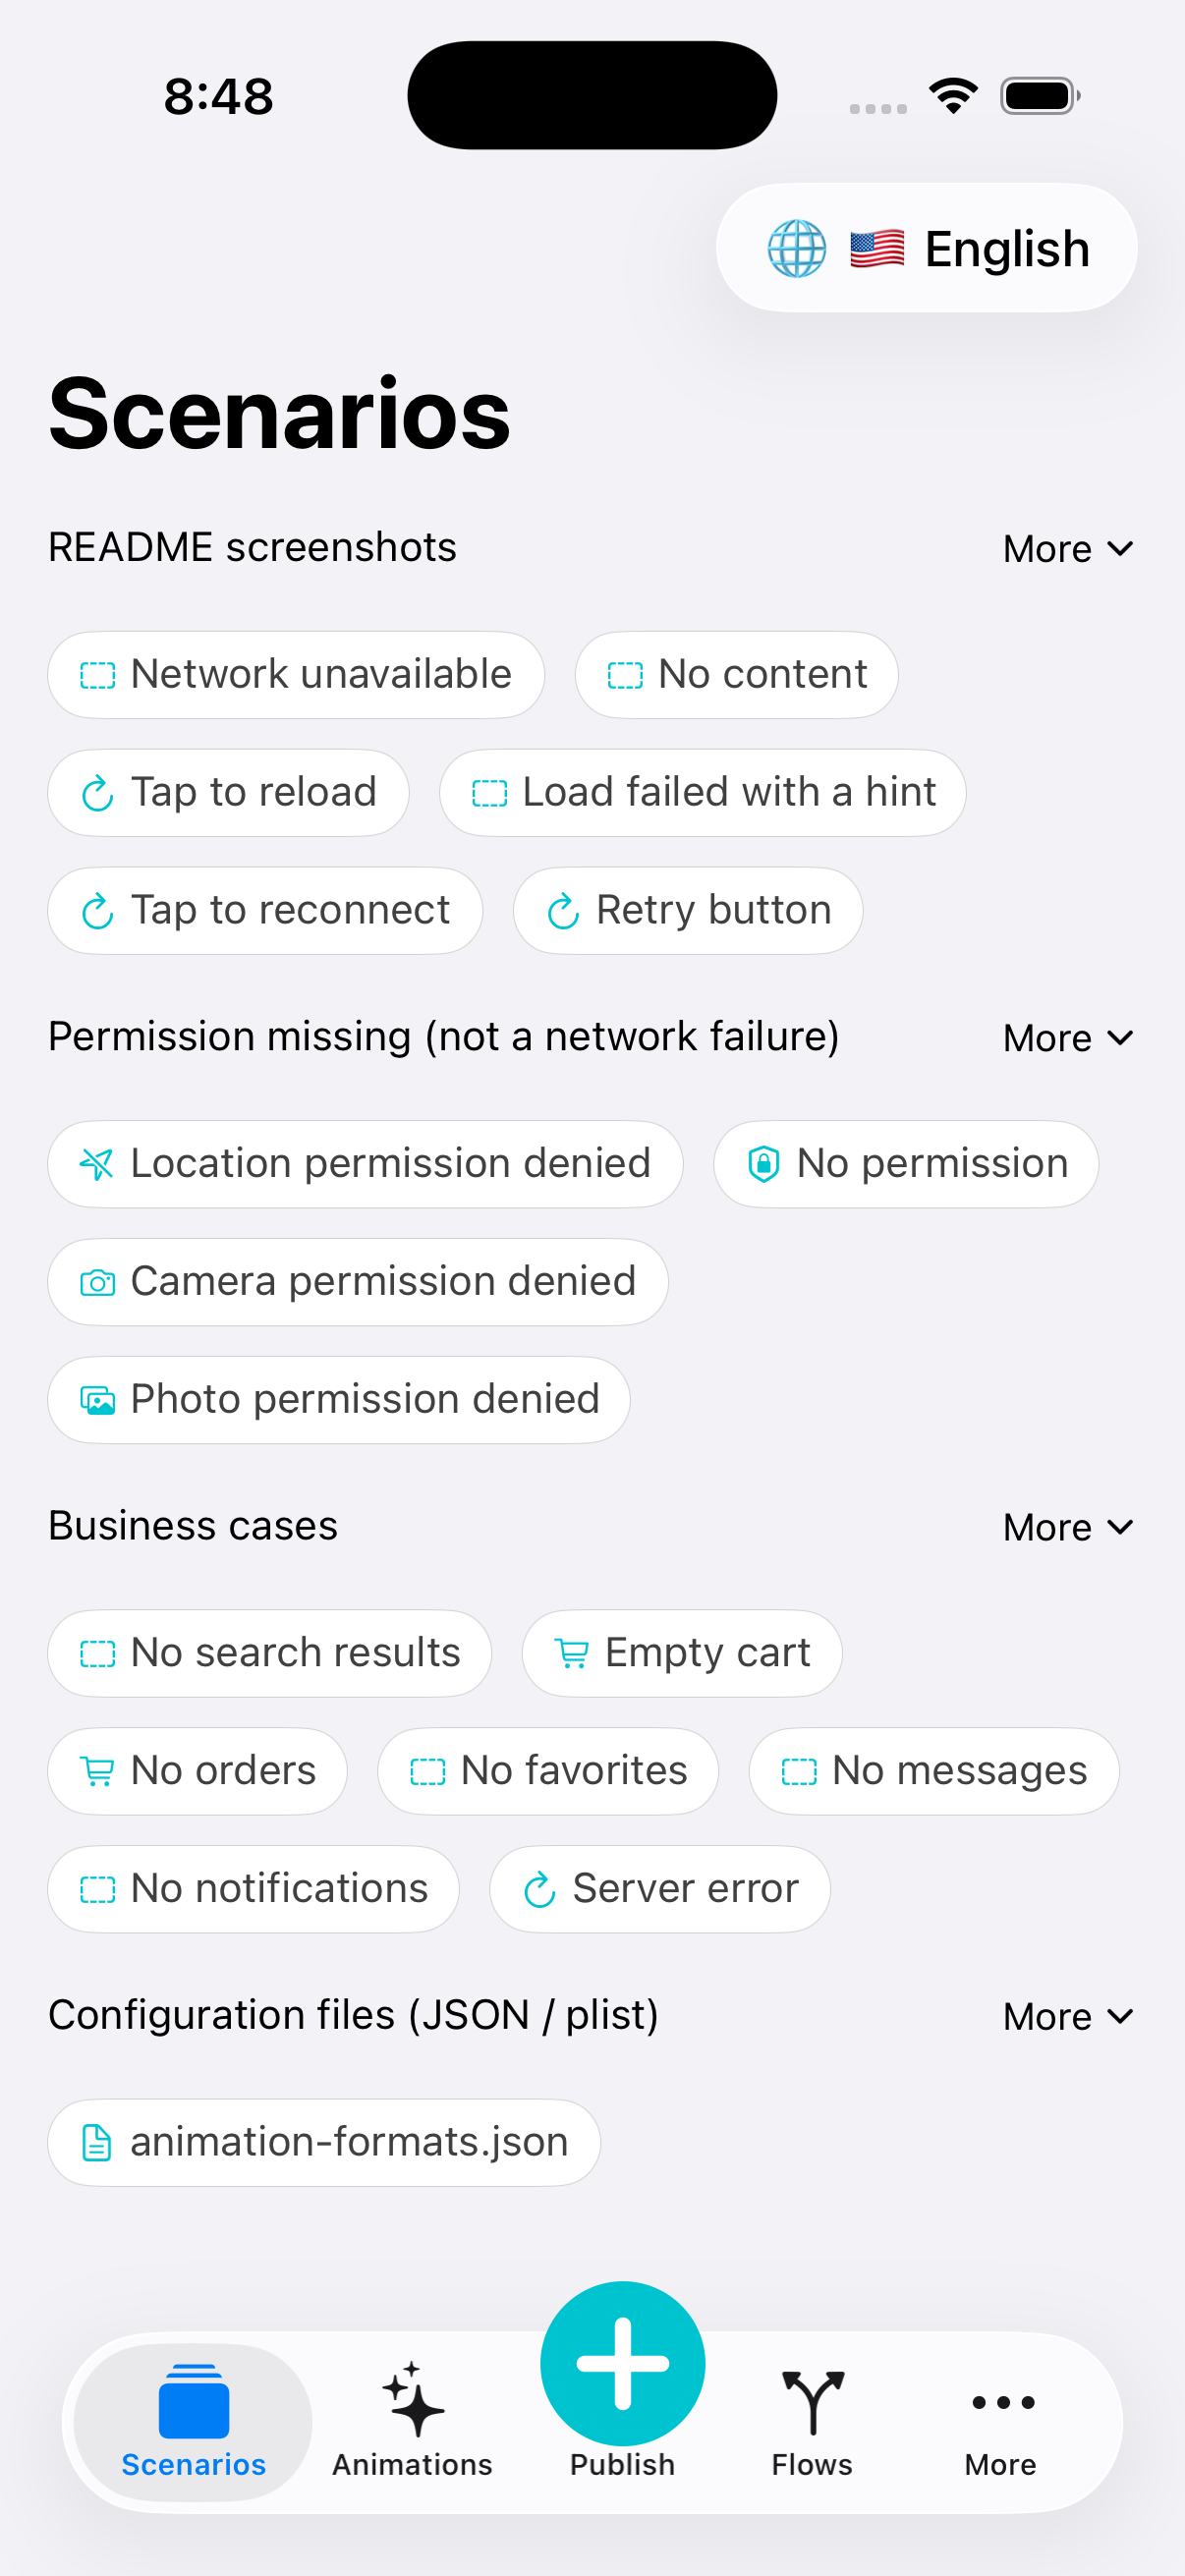 8:48
English
Scenarios
README screenshots More
Network unavailable No content
Tap to reload Load failed with a hint
Tap to reconnect Retry button
Permission missing (not a network failure) More
Location permission denied No permission
Camera permission denied
Photo permission denied
Business cases More
No search results Empty cart
No orders No favorites No messages
No notifications Server error
Configuration files (JSON / plist) More
animation-formats.json
Scenarios Animations Publish Flows More